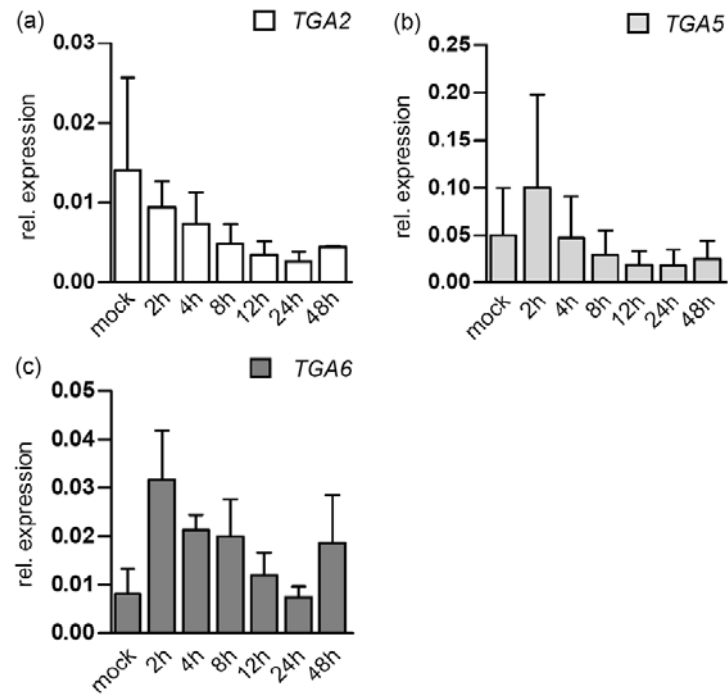 (a)
TGA2
rel. expression
0.03
0.02
0.01
0.00
mock 2h 4h 8h 12h 24h 48h
(b)
TGA5
rel. expression
0.25
0.20
0.15
0.10
0.05
0.00
mock 2h 4h 8h 12h 24h 48h
(c)
TGA6
rel. expression
0.05
0.04
0.03
0.02
0.01
0.00
mock 2h 4h 8h 12h 24h 48h